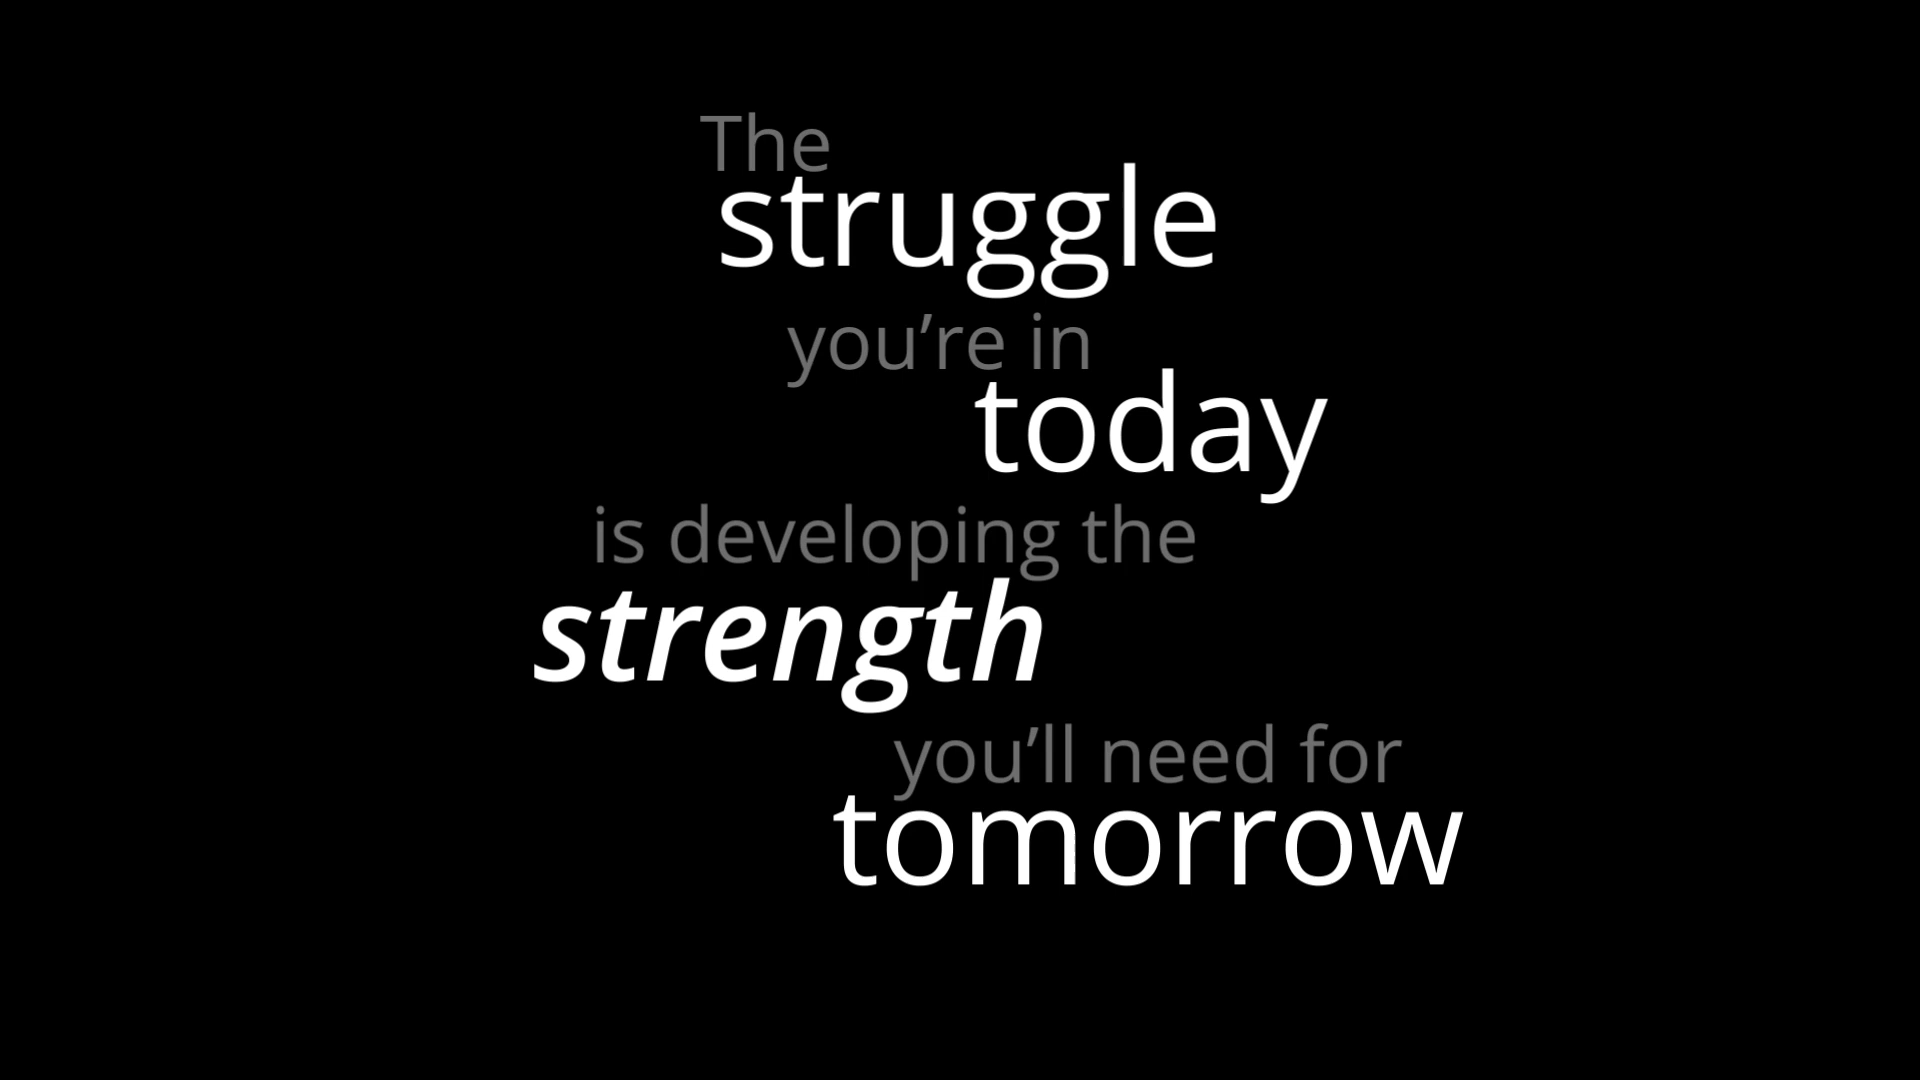 The
struggle
you’re in
today
is developing the
strength
you’ll need for
tomorrow